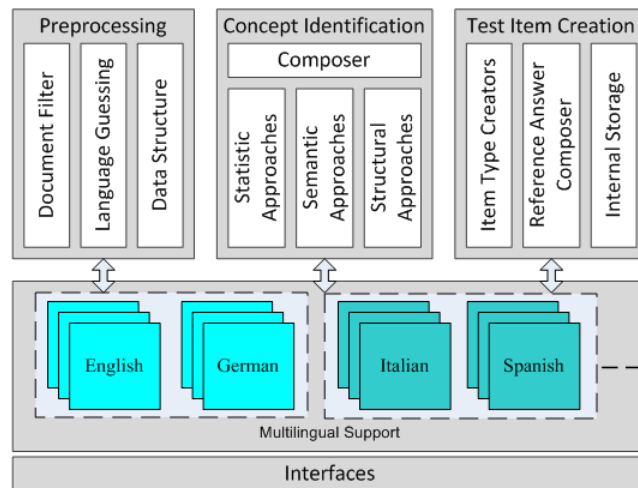 Preprocessing
Document Filter
Language Guessing
Data Structure
Concept Identification
Composer
Statistic
Approaches
Semantic
Approaches
Structural
Approaches
Test Item Creation
Item Type Creators
Reference Answer
Composer
Internal Storage
English
German
Italian
Spanish
Multilingual Support
Interfaces